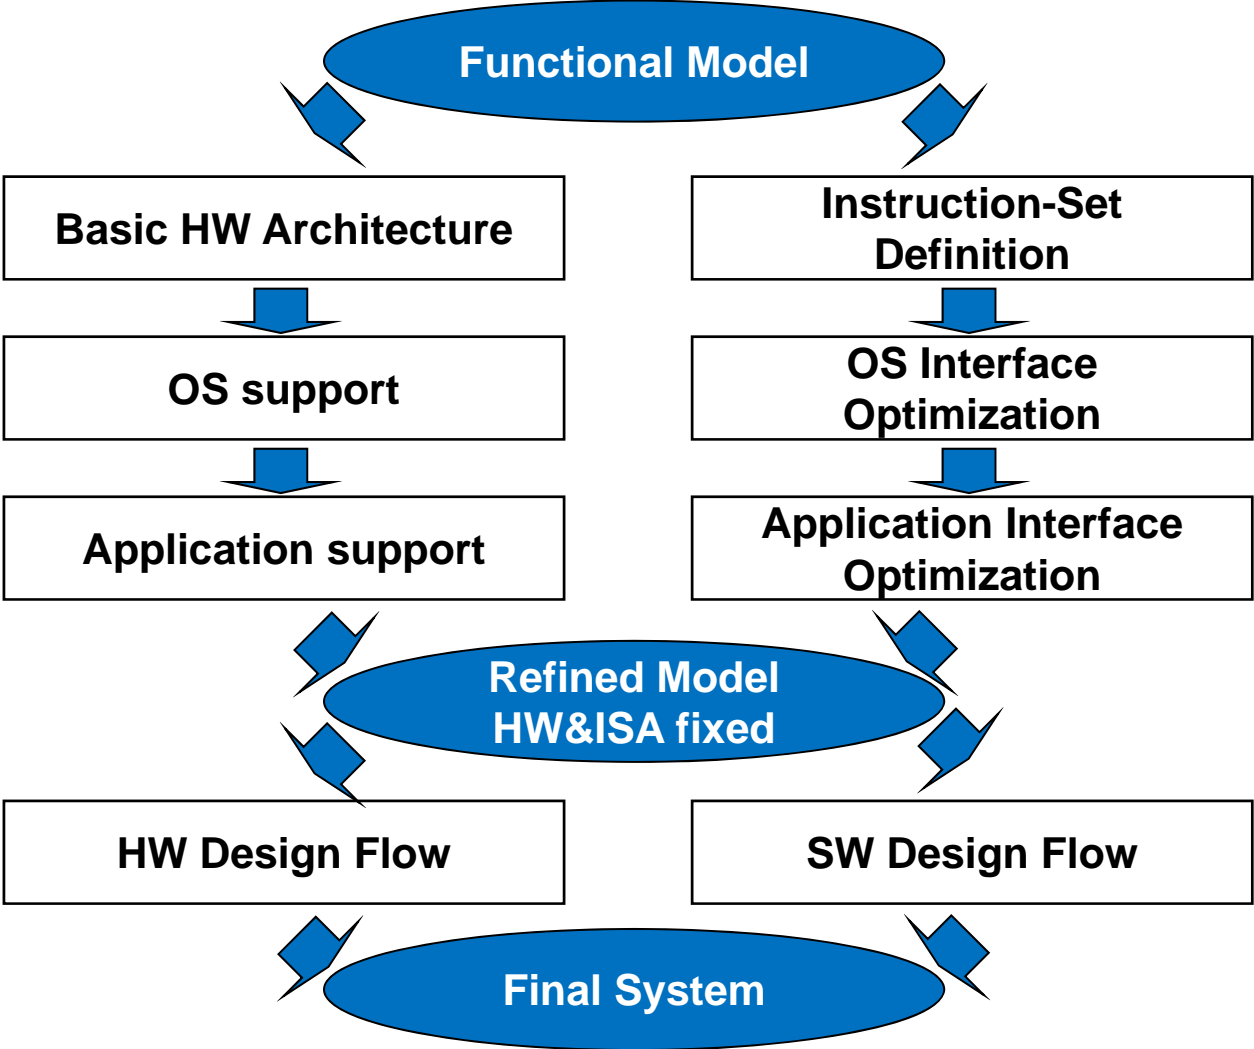 Functional Model
Basic HW Architecture
Instruction-Set
Definition
OS support
OS Interface
Optimization
Application support
Application Interface
Optimization
Refined Model
HW&ISA fixed
HW Design Flow
SW Design Flow
Final System